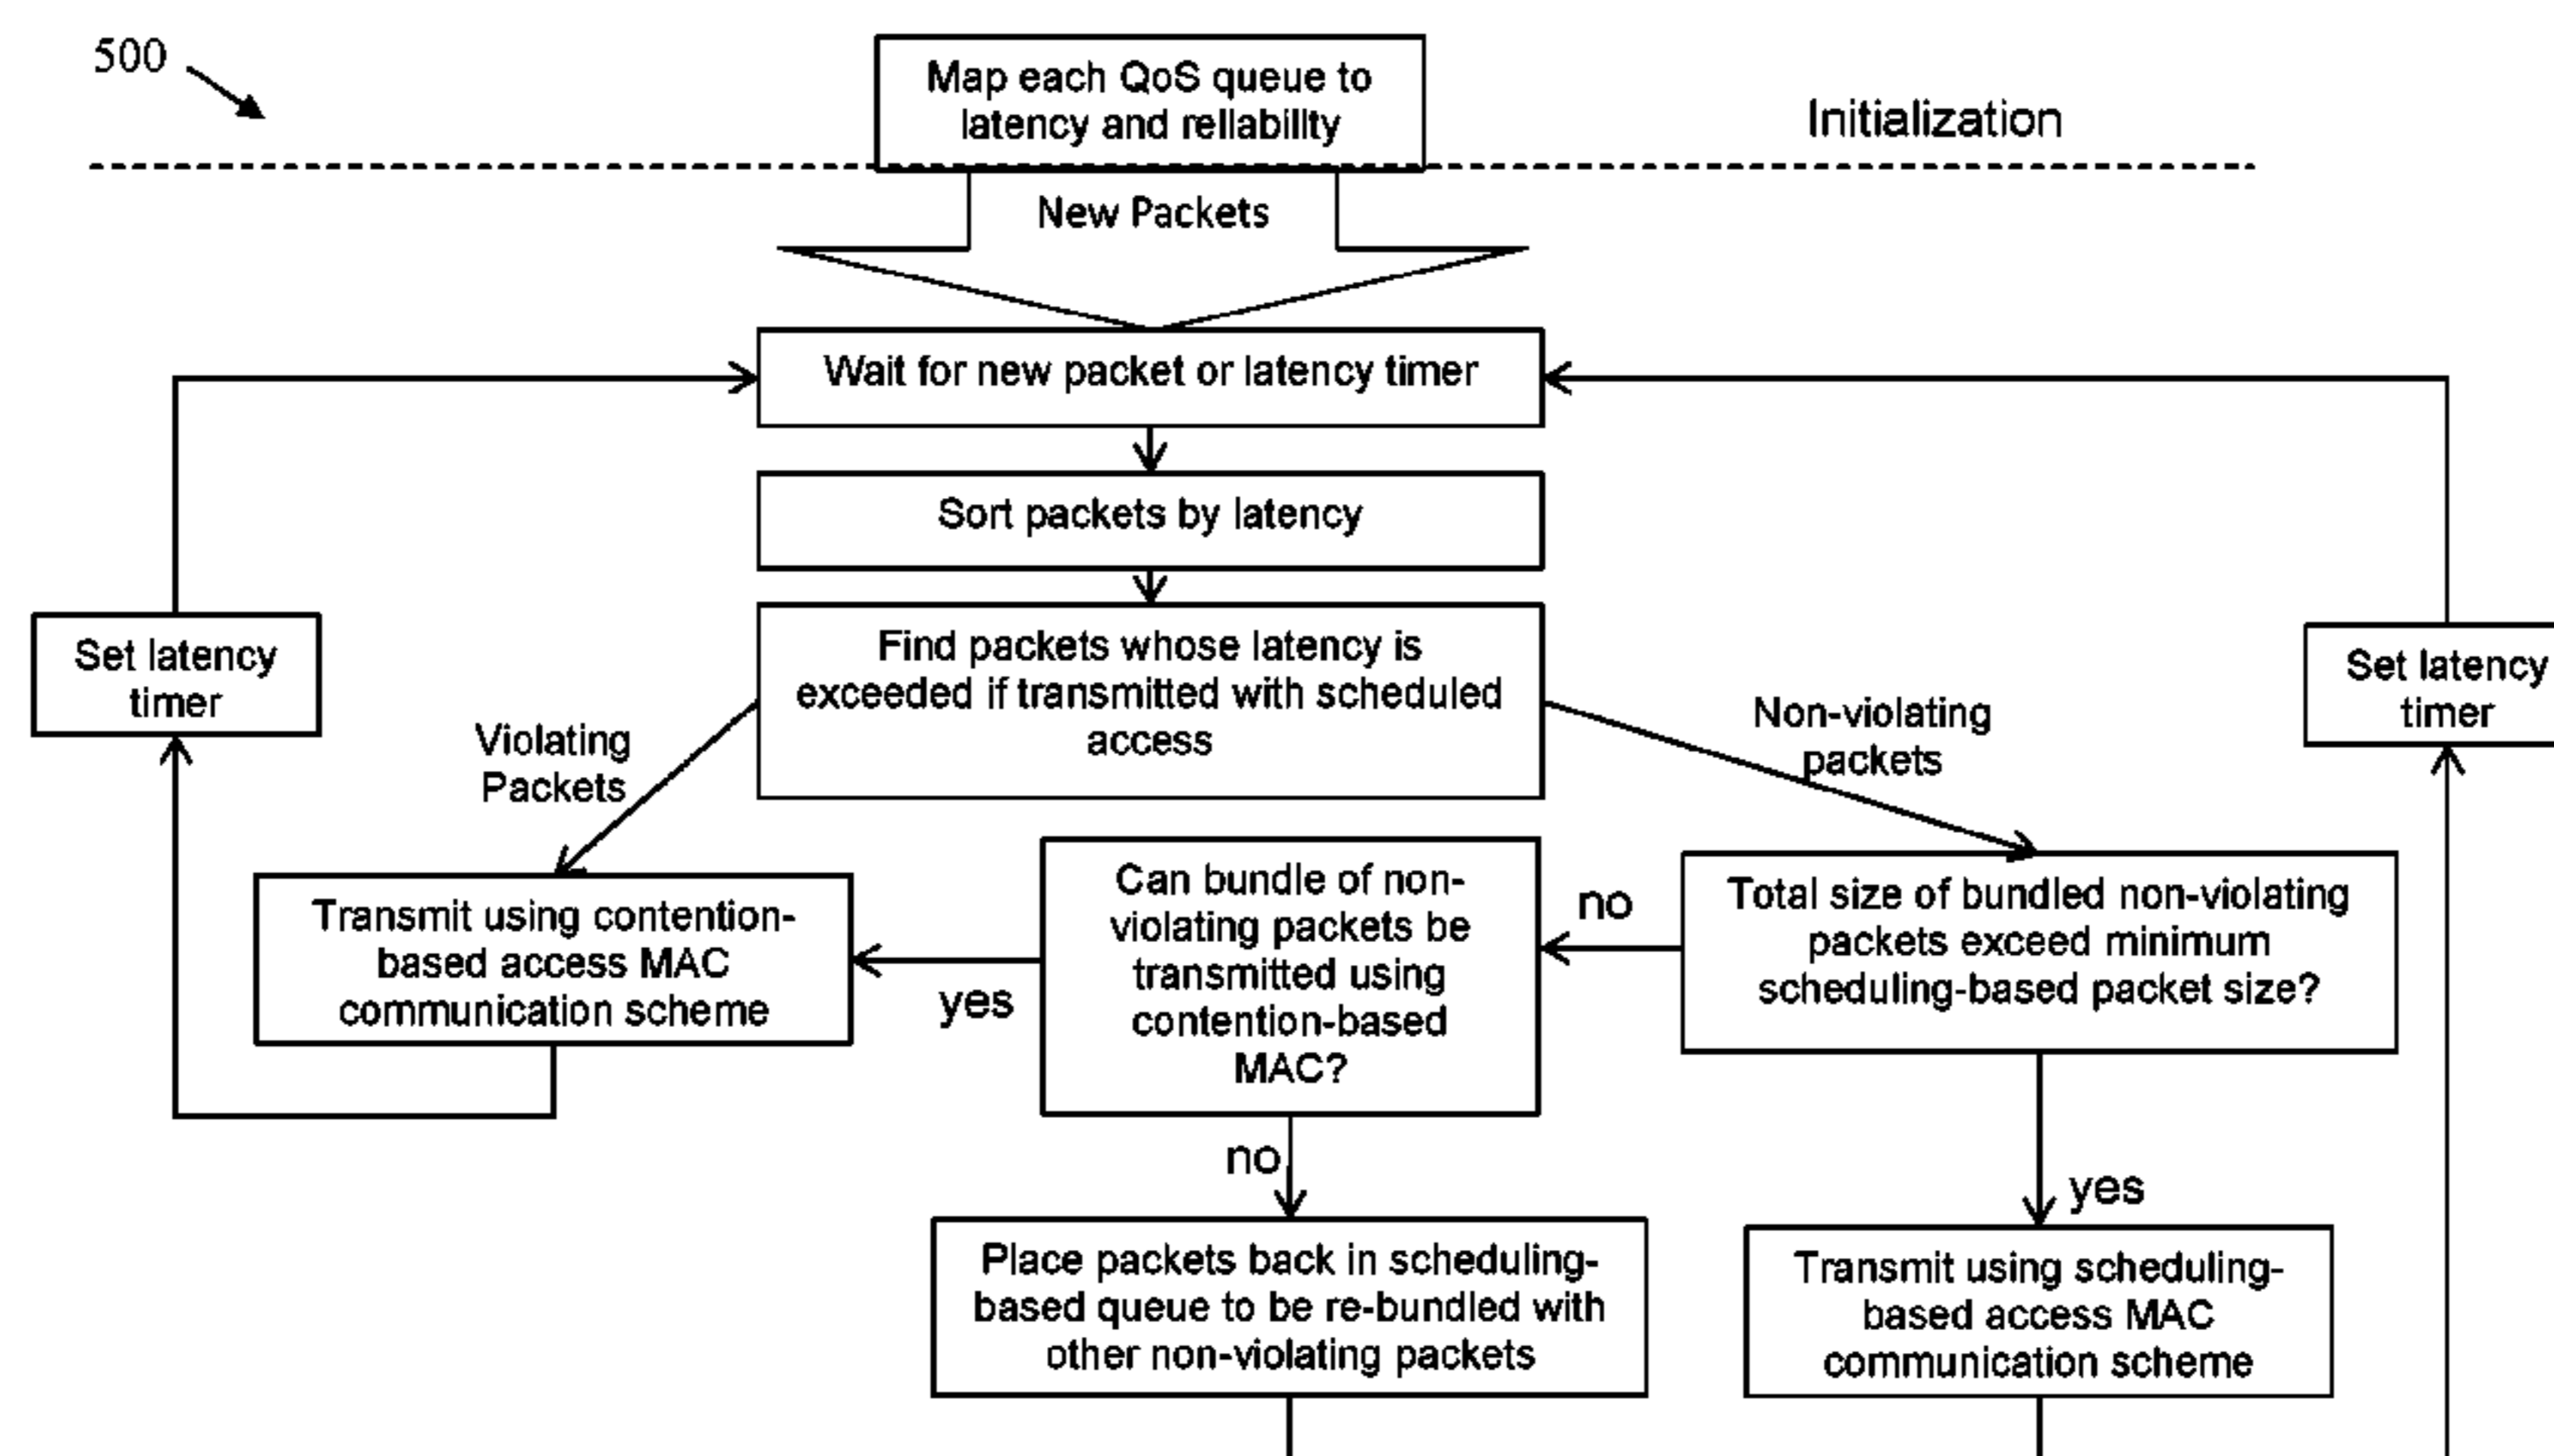 500
Map each QoS queue to
latency and reliability
Initialization
New Packets
Wait for new packet or latency timer
Sort packets by latency
Find packets whose latency is
exceeded if transmitted with scheduled
access
Set latency
timer
Set latency
timer
Violating
Packets
Non-violating
packets
Transmit using contention-
based access MAC
communication scheme
yes
Can bundle of non-
violating packets be
transmitted using
contention-based
MAC?
no
Total size of bundled non-violating
packets exceed minimum
scheduling-based packet size?
no
yes
Place packets back in scheduling-
based queue to be re-bundled with
other non-violating packets
Transmit using scheduling-
based access MAC
communication scheme